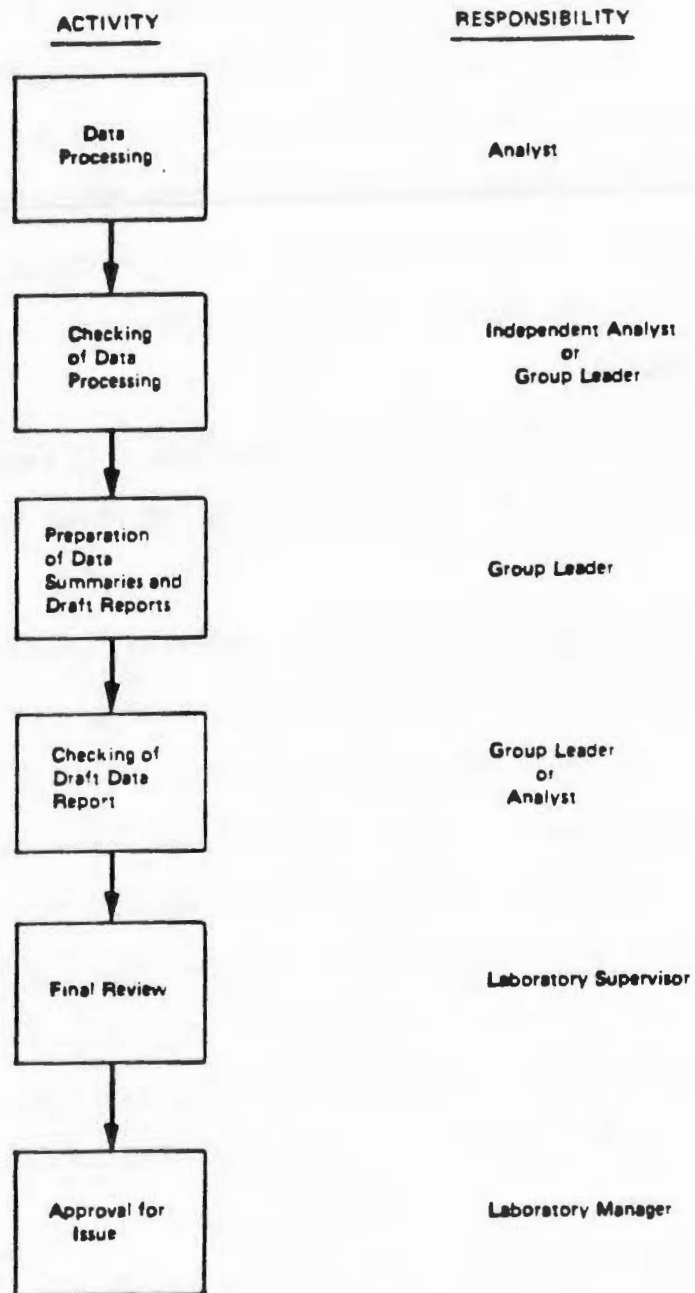 ACTIVITY RESPONSIBILITY
Data
Processing
Analyst
Checking
of Data
Processing
Independent Analyst
or
Group Leader
Preparation
of Data
Summaries and
Draft Reports
Group Leader
Checking of
Draft Data
Report
Group Leader
or
Analyst
Final Review
Laboratory Supervisor
Approval for
Issue
Laboratory Manager